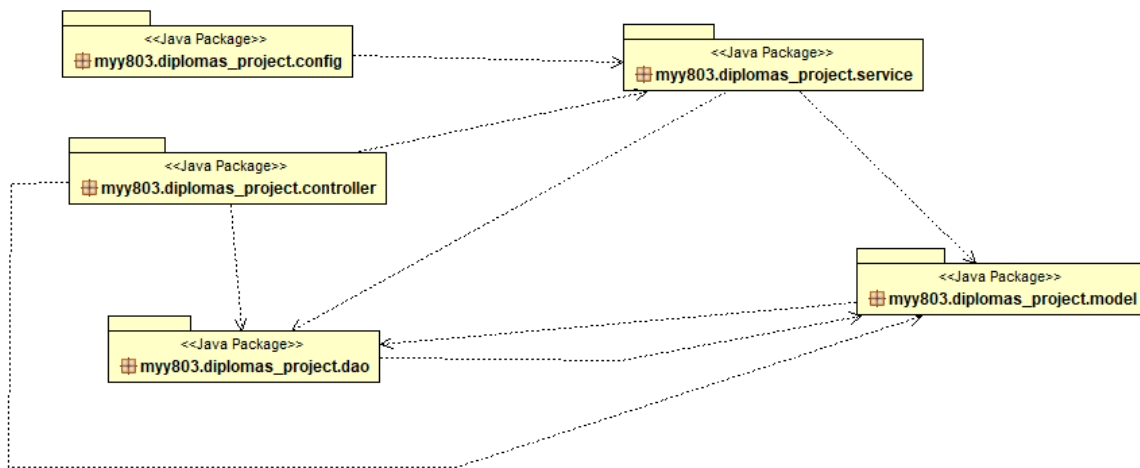 <<Java Package>>
myy803.diplomas_project.config
<<Java Package>>
myy803.diplomas_project.service
<<Java Package>>
myy803.diplomas_project.controller
<<Java Package>>
myy803.diplomas_project.model
<<Java Package>>
myy803.diplomas_project.dao